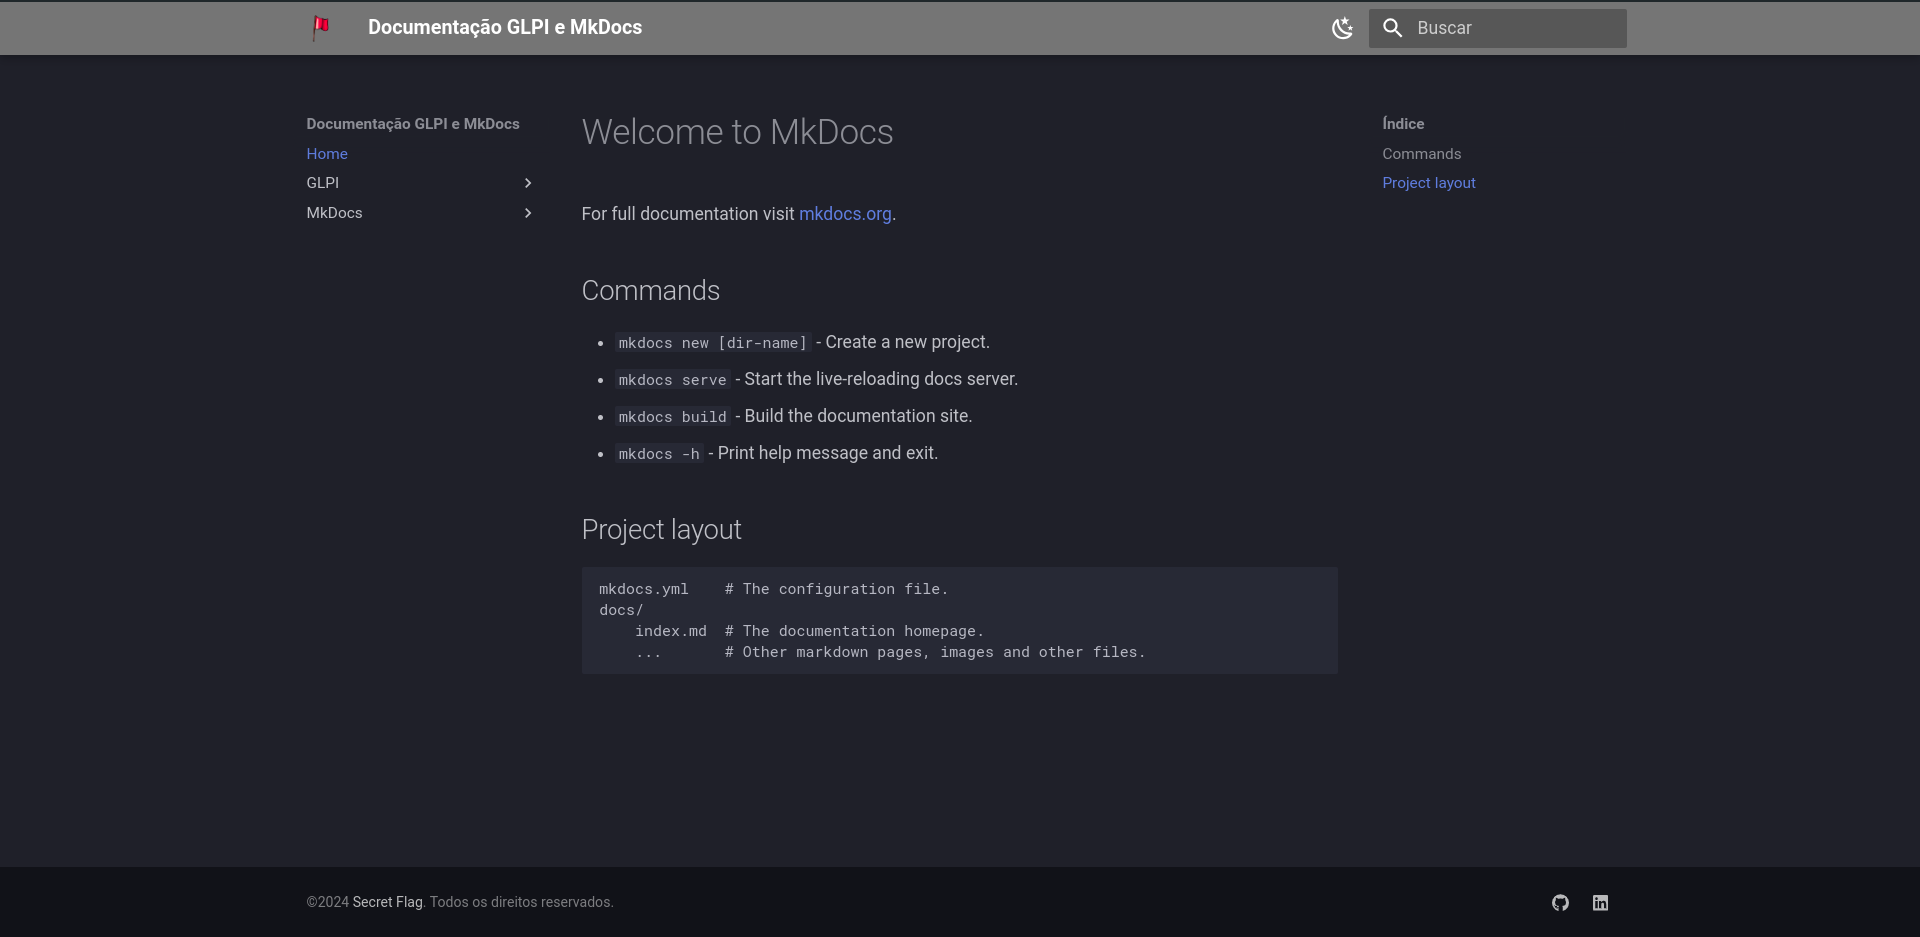 Documentação GLPI e MkDocs
Buscar
Documentação GLPI e MkDocs
Home
GLPI
MkDocs
Welcome to MkDocs
For full documentation visit mkdocs.org.
Commands
mkdocs new [dir-name] - Create a new project.
mkdocs serve - Start the live-reloading docs server.
mkdocs build - Build the documentation site.
mkdocs -h - Print help message and exit.
Project layout
mkdocs.yml    # The configuration file.
docs/
    index.md  # The documentation homepage.
    ...       # Other markdown pages, images and other files.
Índice
Commands
Project layout
©2024 Secret Flag. Todos os direitos reservados.
in